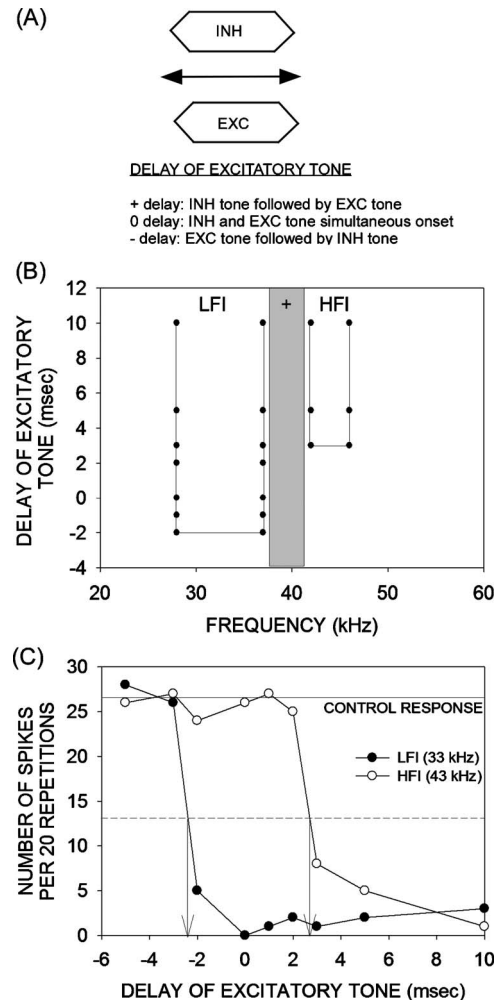 (A)
INH
EXC
DELAY OF EXCITATORY TONE
+ delay: INH tone followed by EXC tone
0 delay: INH and EXC tone simultaneous onset
- delay: EXC tone followed by INH tone
(B)
LFI + HFI
12
10
8
6
4
2
0
-2
-4
DELAY OF EXCITATORY
TONE (msec)
20 30 40 50 60
FREQUENCY (kHz)
(C)
30
25
20
15
10
5
0
NUMBER OF SPIKES
PER 20 REPETITIONS
CONTROL RESPONSE
LFI (33 kHz)
HFI (43 kHz)
-6 -4 -2 0 2 4 6 8 10
DELAY OF EXCITATORY TONE (msec)